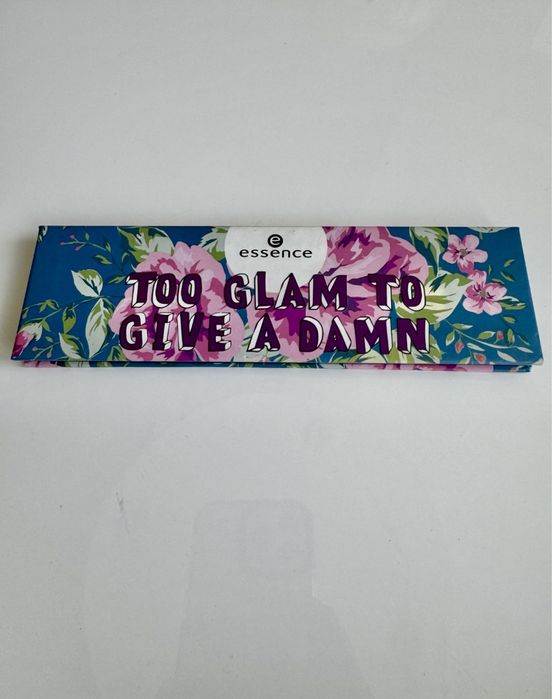 e
essence
TOO GLAM TO
GIVE A DAMN